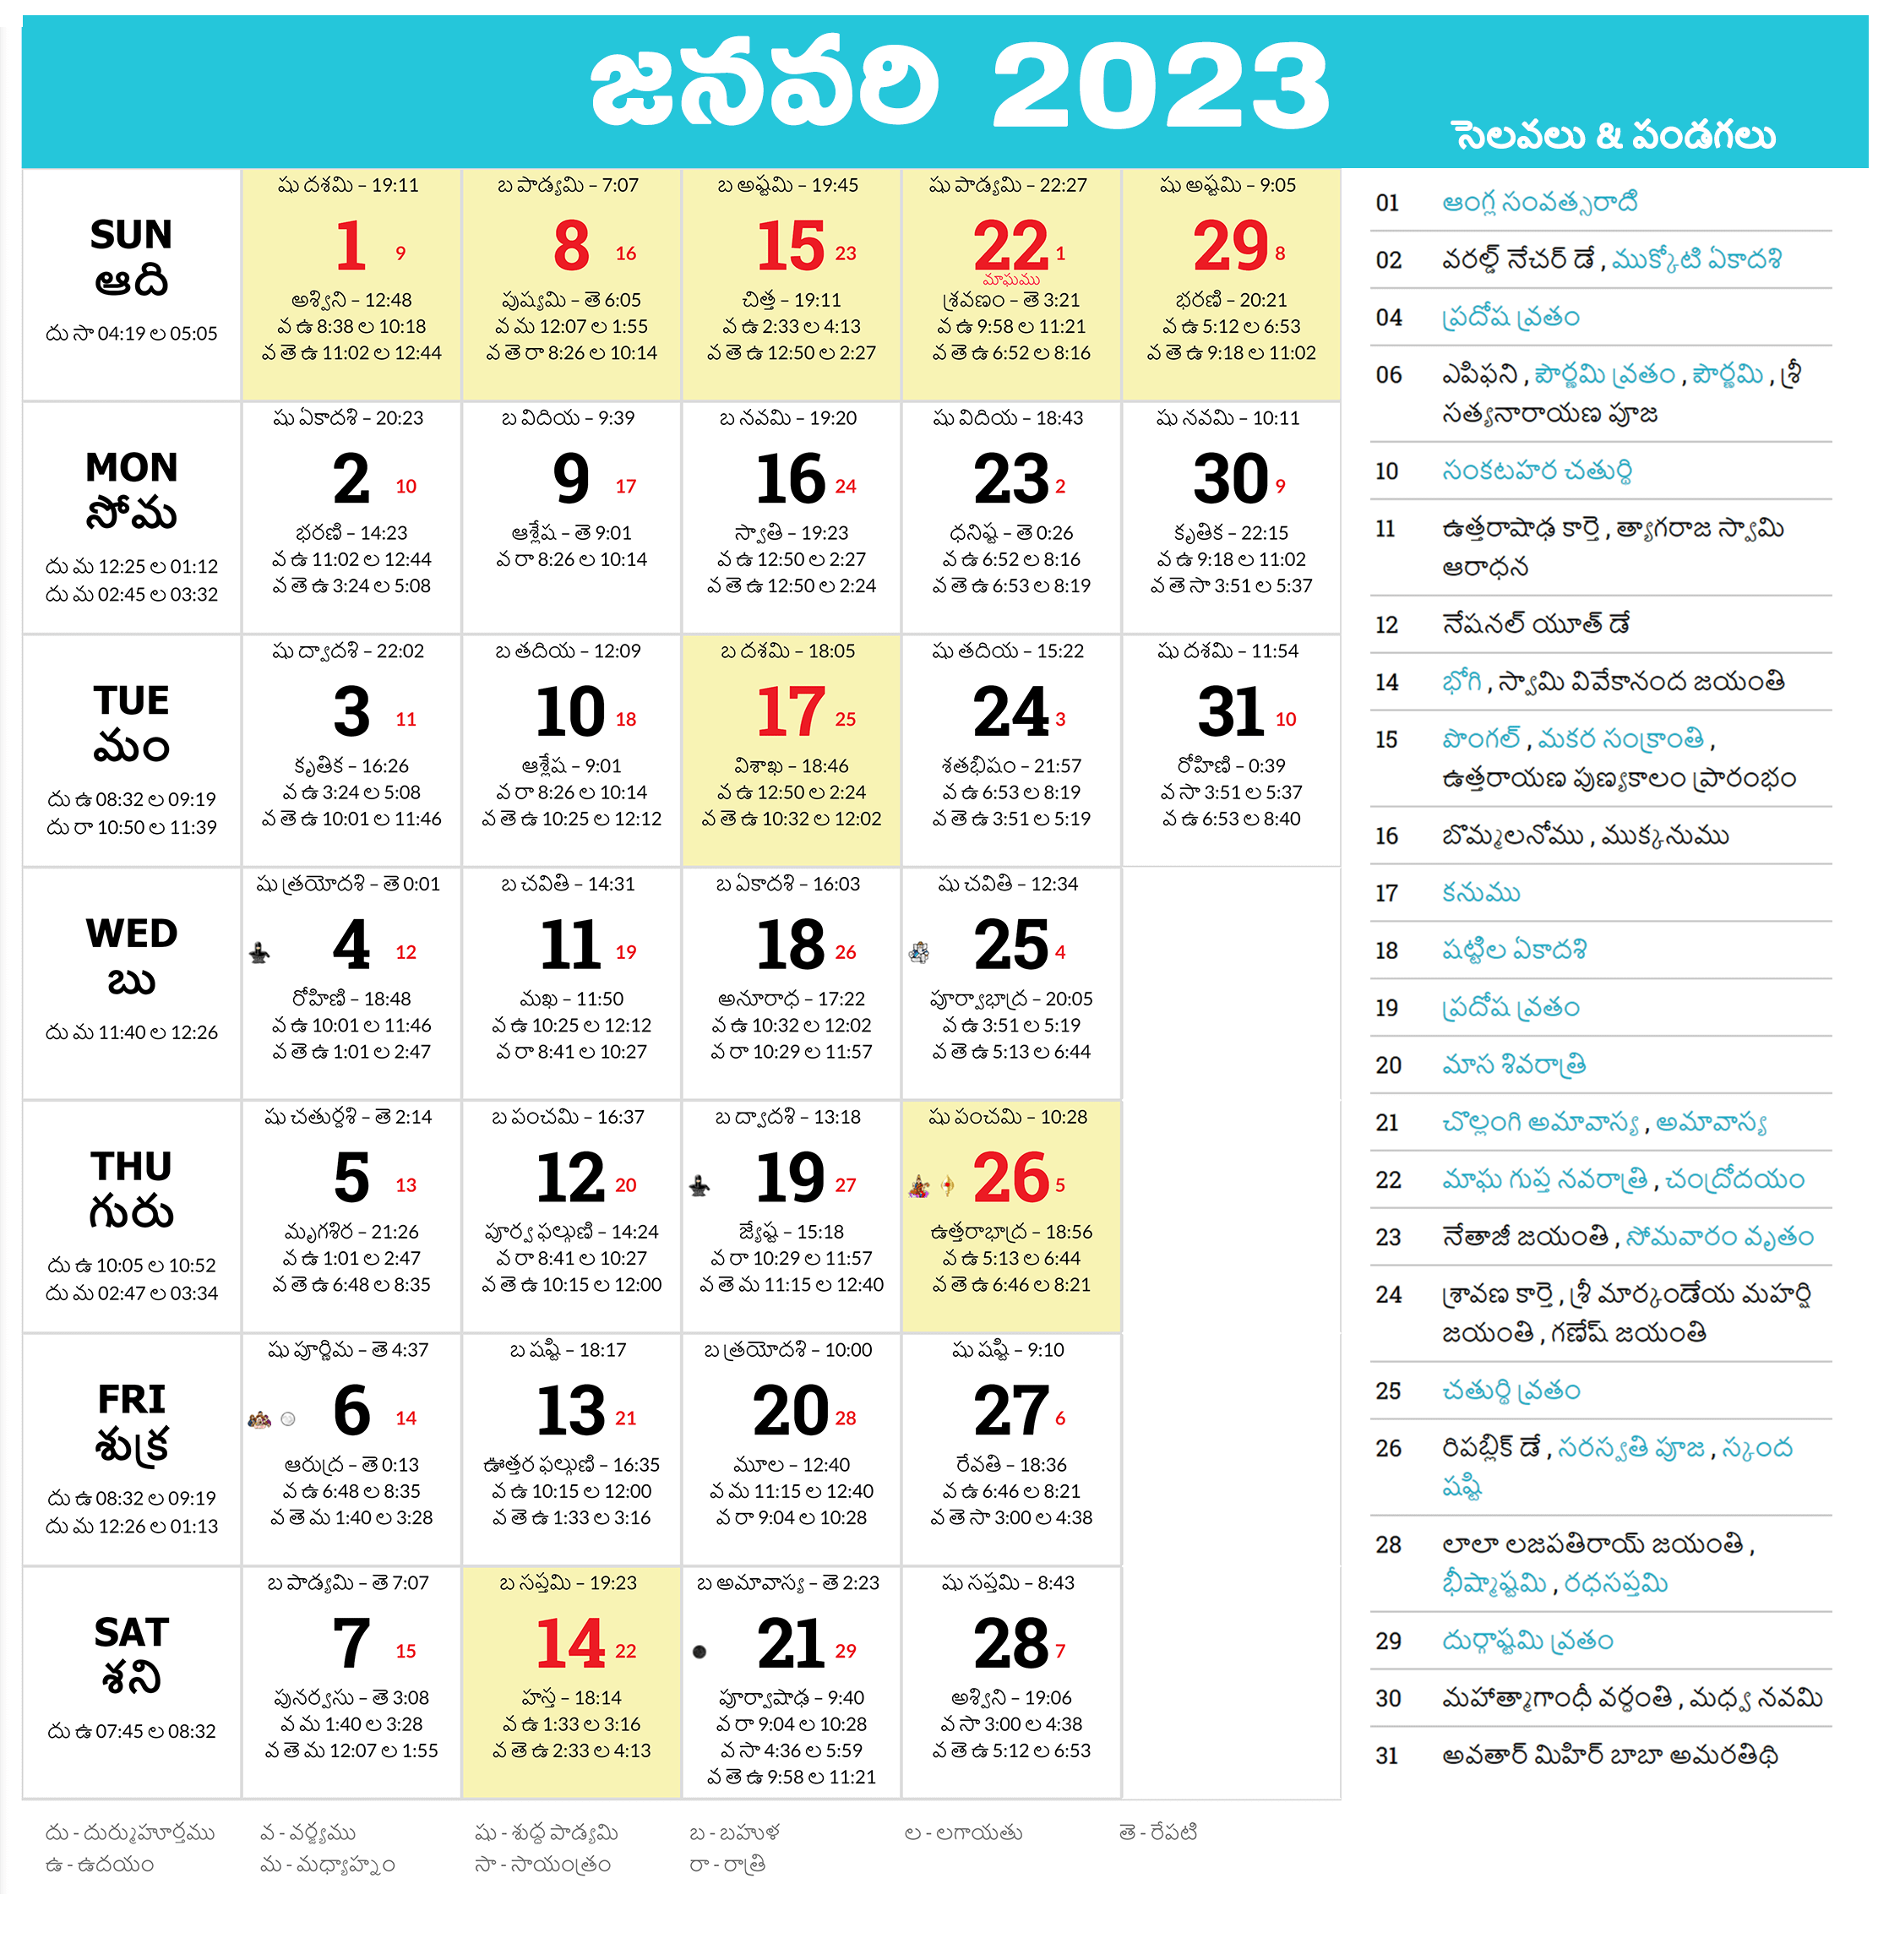 జనవరి 2023
సెలవలు & పండగలు
SUN
ఆది
దు సా 04:19 ల 05:05
షు దశమి – 19:11
1 9
అశ్విని – 12:48
వ ఉ 8:38 ల 10:18
వ తె ఉ 11:02 ల 12:44
బ పాడ్యమి – 7:07
8 16
పుష్యమి – తె 6:05
వ మ 12:07 ల 1:55
వ తె రా 8:26 ల 10:14
బ అష్టమి – 19:45
15 23
చిత్త – 19:11
వ ఉ 2:33 ల 4:13
వ తె ఉ 12:50 ల 2:27
షు పాడ్యమి – 22:27
22 1
మాఘము
శ్రవణం – తె 3:21
వ ఉ 9:58 ల 11:21
వ తె ఉ 6:52 ల 8:16
షు అష్టమి – 9:05
29 8
భరణి – 20:21
వ ఉ 5:12 ల 6:53
వ తె ఉ 9:18 ల 11:02
MON
సోమ
దు మ 12:25 ల 01:12
దు మ 02:45 ల 03:32
షు ఏకాదశి – 20:23
2 10
భరణి – 14:23
వ ఉ 11:02 ల 12:44
వ తె ఉ 3:24 ల 5:08
బ విదియ – 9:39
9 17
ఆశ్లేష – తె 9:01
వ రా 8:26 ల 10:14
బ నవమి – 19:20
16 24
స్వాతి – 19:23
వ ఉ 12:50 ల 2:27
వ తె ఉ 12:50 ల 2:24
షు విదియ – 18:43
23 2
ధనిష్ట – తె 0:26
వ ఉ 6:52 ల 8:16
వ తె ఉ 6:53 ల 8:19
షు నవమి – 10:11
30 9
కృతిక – 22:15
వ ఉ 9:18 ల 11:02
వ తె సా 3:51 ల 5:37
TUE
మం
దు ఉ 08:32 ల 09:19
దు రా 10:50 ల 11:39
షు ద్వాదశి – 22:02
3 11
కృతిక – 16:26
వ ఉ 3:24 ల 5:08
వ తె ఉ 10:01 ల 11:46
బ తదియ – 12:09
10 18
ఆశ్లేష – 9:01
వ రా 8:26 ల 10:14
వ తె ఉ 10:25 ల 12:12
బ దశమి – 18:05
17 25
విశాఖ – 18:46
వ ఉ 12:50 ల 2:24
వ తె ఉ 10:32 ల 12:02
షు తదియ – 15:22
24 3
శతభిషం – 21:57
వ ఉ 6:53 ల 8:19
వ తె ఉ 3:51 ల 5:19
షు దశమి – 11:54
31 10
రోహిణి – 0:39
వ సా 3:51 ల 5:37
వ ఉ 6:53 ల 8:40
WED
బు
దు మ 11:40 ల 12:26
షు త్రయోదశి – తె 0:01
4 12
రోహిణి – 18:48
వ ఉ 10:01 ల 11:46
వ తె ఉ 1:01 ల 2:47
బ చవితి – 14:31
11 19
మఖ – 11:50
వ ఉ 10:25 ల 12:12
వ రా 8:41 ల 10:27
బ ఏకాదశి – 16:03
18 26
అనూరాధ – 17:22
వ ఉ 10:32 ల 12:02
వ రా 10:29 ల 11:57
షు చవితి – 12:34
25 4
పూర్వాభాద్ర – 20:05
వ ఉ 3:51 ల 5:19
వ తె ఉ 5:13 ల 6:44
THU
గురు
దు ఉ 10:05 ల 10:52
దు మ 02:47 ల 03:34
షు చతుర్దశి – తె 2:14
5 13
మృగశిర – 21:26
వ ఉ 1:01 ల 2:47
వ తె ఉ 6:48 ల 8:35
బ పంచమి – 16:37
12 20
పూర్వ ఫల్గుణి – 14:24
వ రా 8:41 ల 10:27
వ తె ఉ 10:15 ల 12:00
బ ద్వాదశి – 13:18
19 27
జ్యేష్ట – 15:18
వ రా 10:29 ల 11:57
వ తె మ 11:15 ల 12:40
షు పంచమి – 10:28
26 5
ఉత్తరాభాద్ర – 18:56
వ ఉ 5:13 ల 6:44
వ తె ఉ 6:46 ల 8:21
FRI
శుక్ర
దు ఉ 08:32 ల 09:19
దు మ 12:26 ల 01:13
షు పూర్ణిమ – తె 4:37
6 14
ఆరుద్ర – తె 0:13
వ ఉ 6:48 ల 8:35
వ తె మ 1:40 ల 3:28
బ షష్టి – 18:17
13 21
ఊత్తర ఫల్గుణి – 16:35
వ ఉ 10:15 ల 12:00
వ తె ఉ 1:33 ల 3:16
బ త్రయోదశి – 10:00
20 28
మూల – 12:40
వ మ 11:15 ల 12:40
వ రా 9:04 ల 10:28
షు షష్టి – 9:10
27 6
రేవతి – 18:36
వ ఉ 6:46 ల 8:21
వ తె సా 3:00 ల 4:38
SAT
శని
దు ఉ 07:45 ల 08:32
బ పాడ్యమి – తె 7:07
7 15
పునర్వసు – తె 3:08
వ మ 1:40 ల 3:28
వ తె మ 12:07 ల 1:55
బ సప్తమి – 19:23
14 22
హస్త – 18:14
వ ఉ 1:33 ల 3:16
వ తె ఉ 2:33 ల 4:13
బ అమావాస్య – తె 2:23
21 29
పూర్వాషాఢ – 9:40
వ రా 9:04 ల 10:28
వ సా 4:36 ల 5:59
వ తె ఉ 9:58 ల 11:21
షు సప్తమి – 8:43
28 7
అశ్విని – 19:06
వ సా 3:00 ల 4:38
వ తె ఉ 5:12 ల 6:53
01 ఆంగ్ల సంవత్సరాది
02 వరల్డ్ నేచర్ డే , ముక్కోటి ఏకాదశి
04 ప్రదోష వ్రతం
06 ఎపిఫని , పౌర్ణమి వ్రతం , పౌర్ణమి , శ్రీ
సత్యనారాయణ పూజ
10 సంకటహర చతుర్థి
11 ఉత్తరాషాఢ కార్తె , త్యాగరాజ స్వామి
ఆరాధన
12 నేషనల్ యూత్ డే
14 భోగి , స్వామి వివేకానంద జయంతి
15 పొంగల్ , మకర సంక్రాంతి ,
ఉత్తరాయణ పుణ్యకాలం ప్రారంభం
16 బొమ్మలనోము , ముక్కనుము
17 కనుము
18 షట్టిల ఏకాదశి
19 ప్రదోష వ్రతం
20 మాస శివరాత్రి
21 చొల్లంగి అమావాస్య , అమావాస్య
22 మాఘ గుప్త నవరాత్రి , చంద్రోదయం
23 నేతాజీ జయంతి , సోమవారం వృతం
24 శ్రావణ కార్తె , శ్రీ మార్కండేయ మహర్షి
జయంతి , గణేష్ జయంతి
25 చతుర్థి వ్రతం
26 రిపబ్లిక్ డే , సరస్వతి పూజ , స్కంద
షష్టి
28 లాలా లజపతిరాయ్ జయంతి ,
భీష్మాష్టమి , రధసప్తమి
29 దుర్గాష్టమి వ్రతం
30 మహాత్మాగాంధీ వర్ధంతి , మధ్వ నవమి
31 అవతార్ మిహిర్ బాబా అమరతిథి
దు - దుర్ముహూర్తము వ - వర్జ్యము షు - శుద్ద పాడ్యమి బ - బహుళ ల - లగాయతు తె - రేపటి
ఉ - ఉదయం మ - మధ్యాహ్నం సా - సాయంత్రం రా - రాత్రి